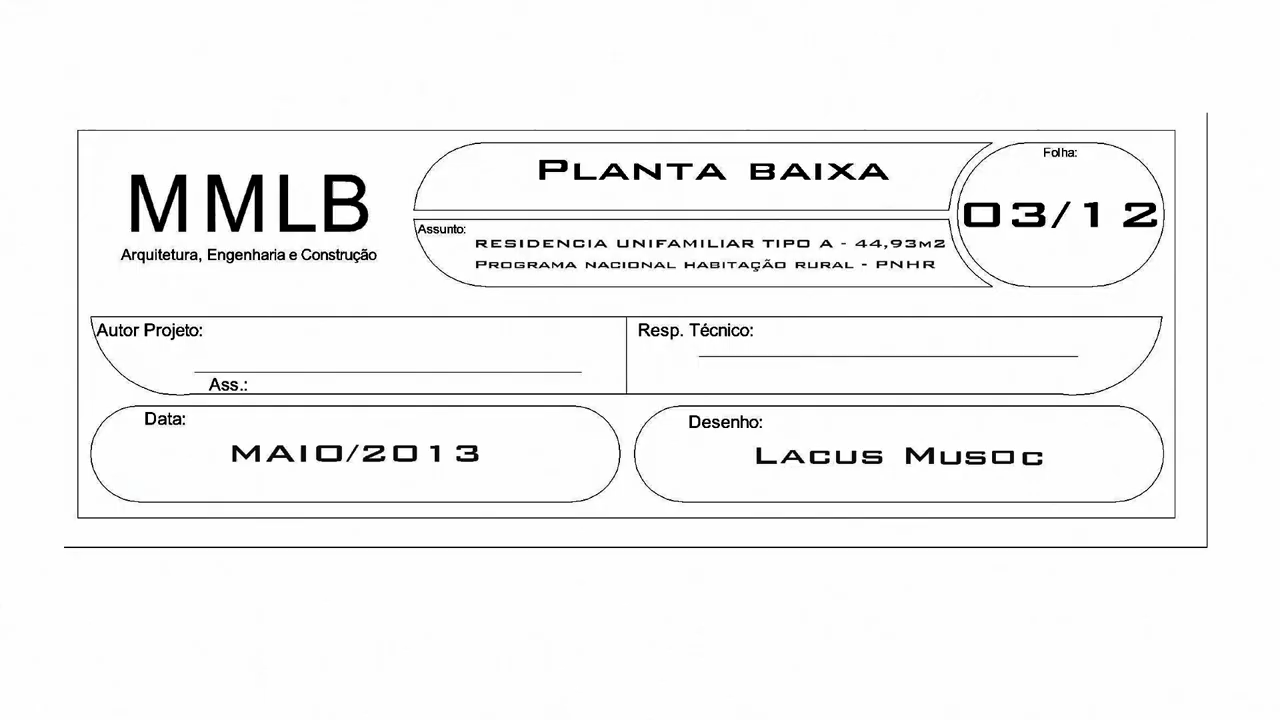 MMLB
Arquitetura, Engenharia e Construção
PLANTA BAIXA
Folha:
03/12
Assunto:
RESIDENCIA UNIFAMILIAR TIPO A - 44,93M2
PROGRAMA NACIONAL HABITAÇÃO RURAL - PNHR
Autor Projeto:
Ass.:
Resp. Técnico:
Data:
MAIO/2013
Desenho:
LACUS MUSOC